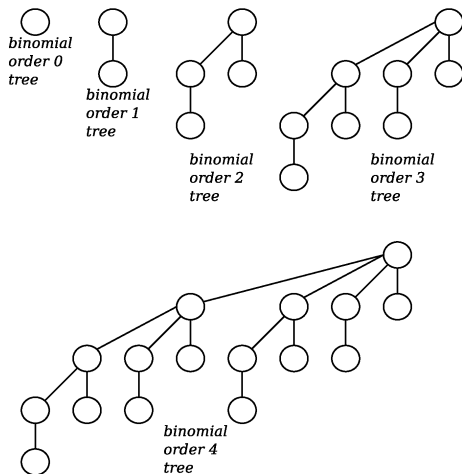 binomial
order 0
tree
binomial
order 1
tree
binomial
order 2
tree
binomial
order 3
tree
binomial
order 4
tree